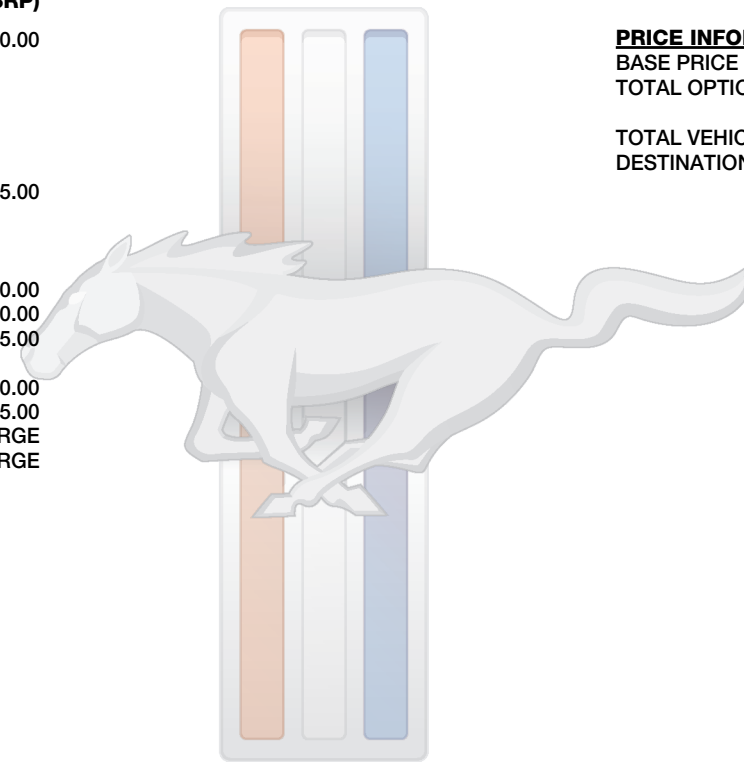 SRP)
0.00
5.00
0.00
0.00
5.00
0.00
5.00
RGE
RGE
PRICE INFO
BASE PRICE
TOTAL OPTIO
TOTAL VEHIC
DESTINATION